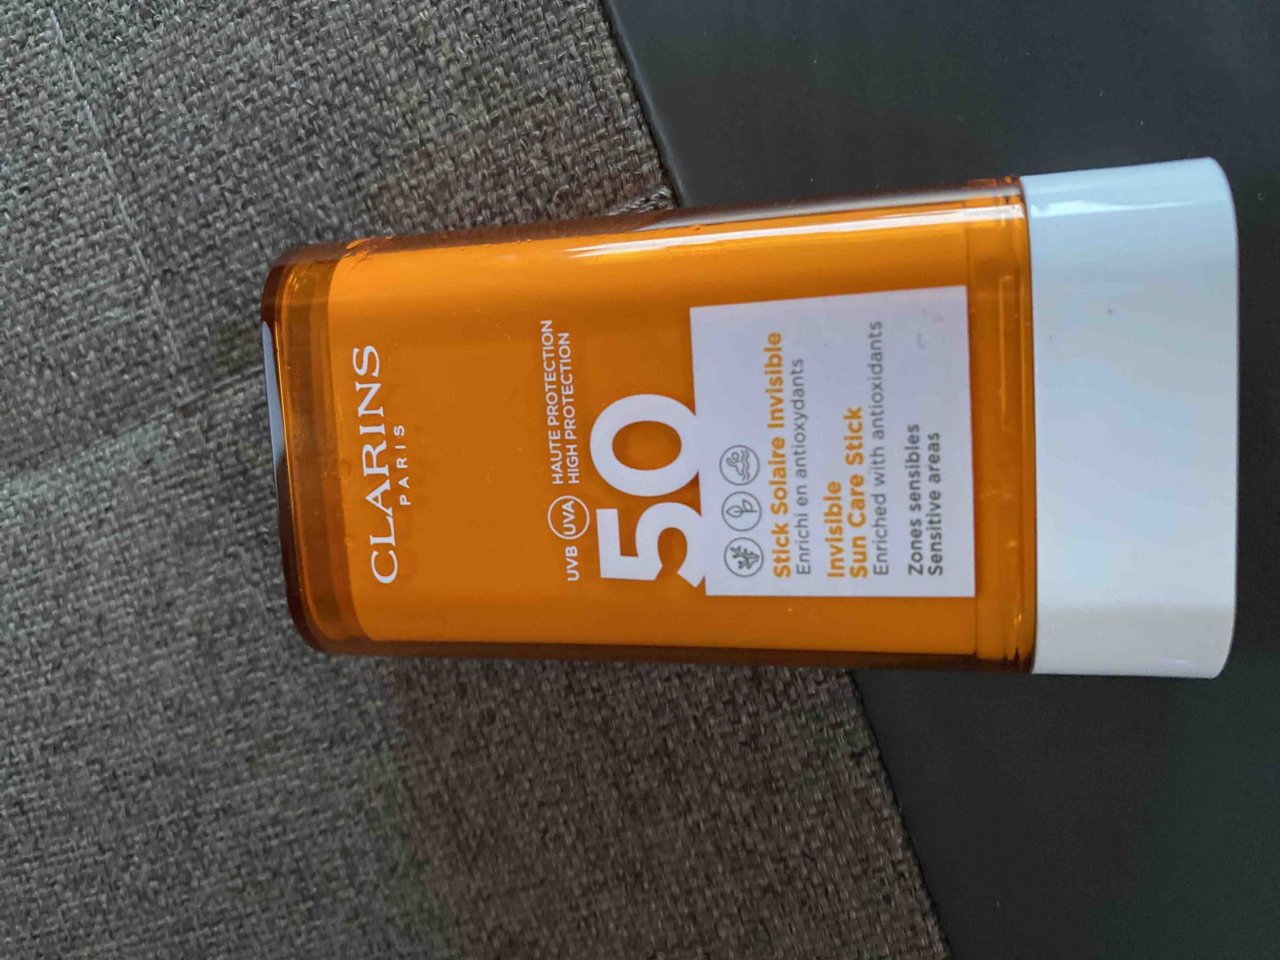 CLARINS
PARIS
UVB UVA HAUTE PROTECTION
HIGH PROTECTION
50
Stick Solaire Invisible
Enrichi en antioxydants
Invisible
Sun Care Stick
Enriched with antioxidants
Zones sensibles
Sensitive areas